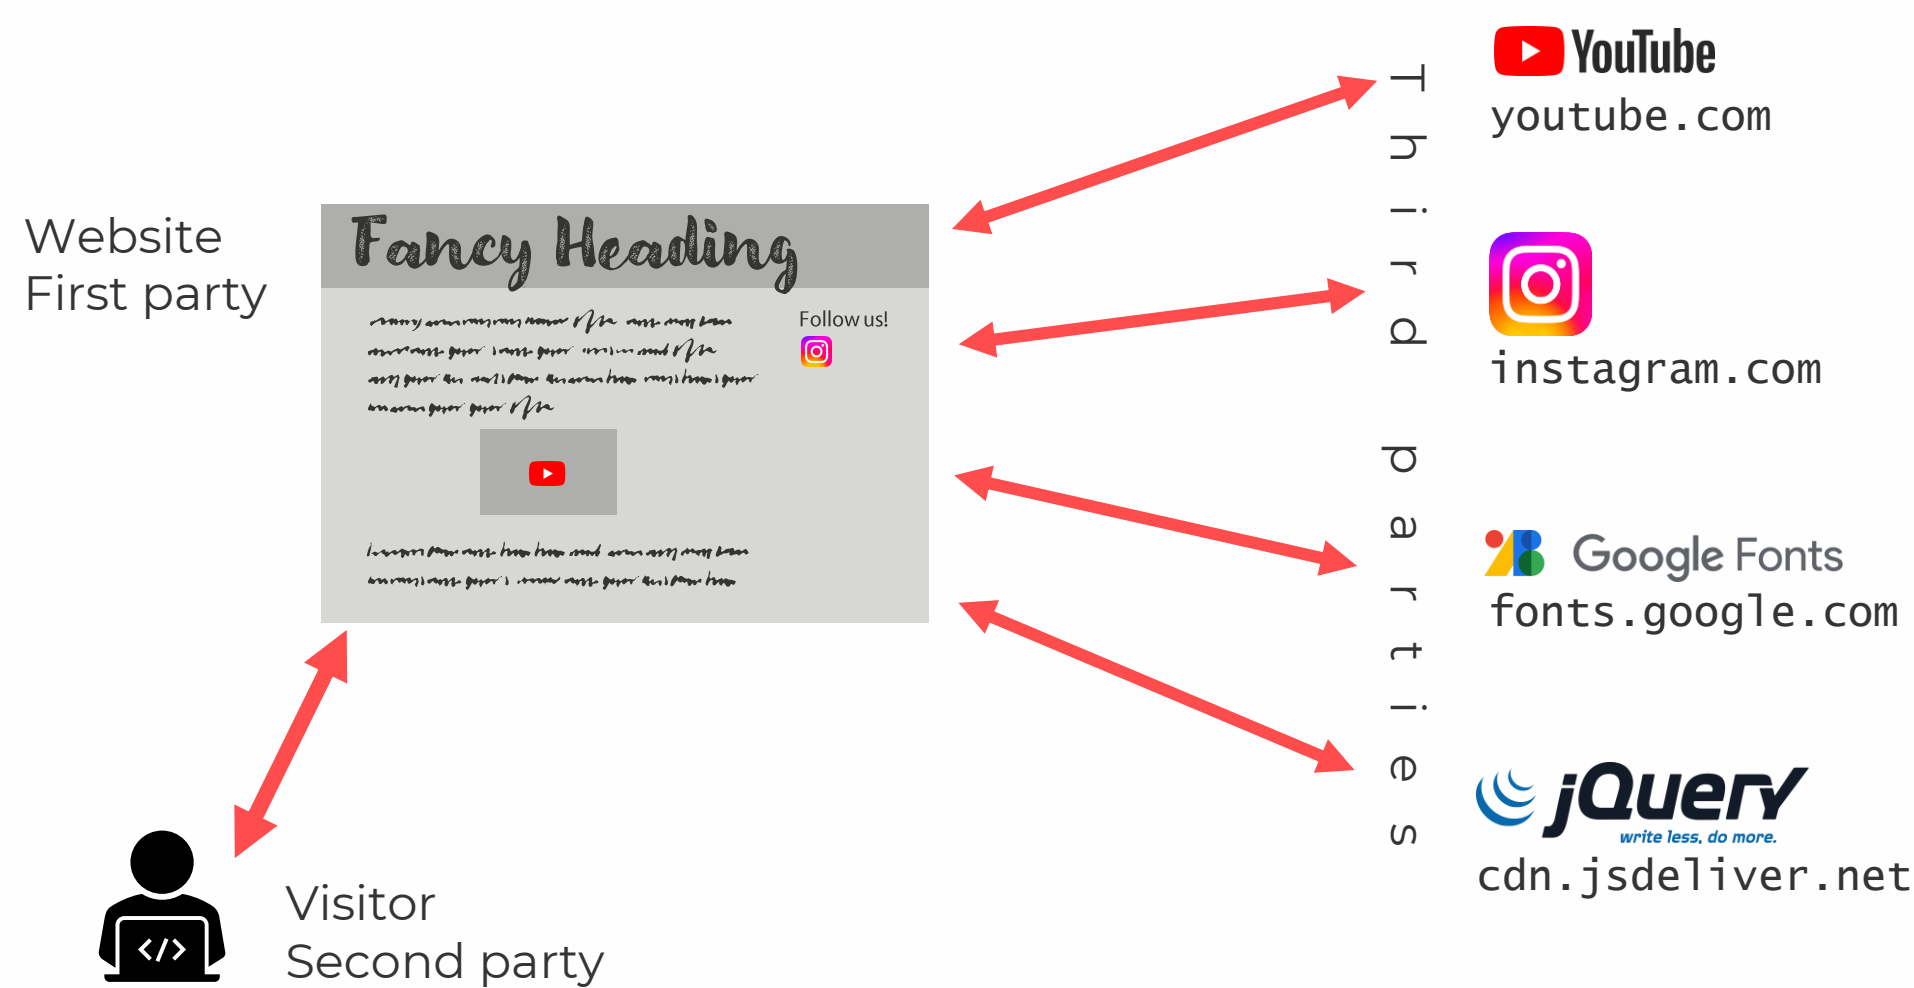 Website
First party
Fancy Heading
Follow us!
</>
Visitor
Second party
Third parties
YouTube
youtube.com
instagram.com
Google Fonts
fonts.google.com
jQuery
write less, do more.
cdn.jsdeliver.net